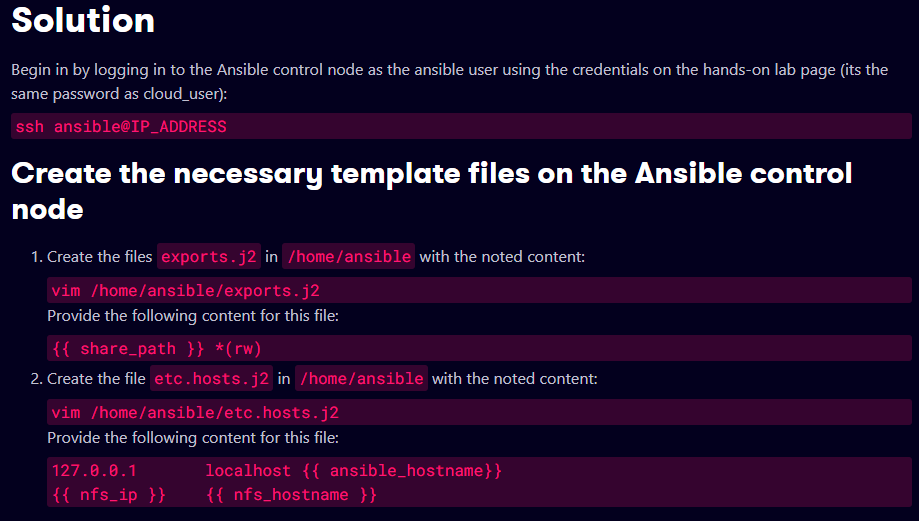 Solution
Begin in by logging in to the Ansible control node as the ansible user using the credentials on the hands-on lab page (its the
same password as cloud_user):
ssh ansible@IP_ADDRESS
Create the necessary template files on the Ansible control
node
1. Create the files exports.j2 in /home/ansible with the noted content:
vim /home/ansible/exports.j2
Provide the following content for this file:
{{ share_path }} *(rw)
2. Create the file etc.hosts.j2 in /home/ansible with the noted content:
vim /home/ansible/etc.hosts.j2
Provide the following content for this file:
127.0.0.1       localhost {{ ansible_hostname}}
{{ nfs_ip }}    {{ nfs_hostname }}